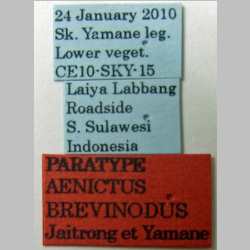 24 January 2010
Sk. Yamane leg.
Lower veget.
CE10-SKY-15
Laiya Labbang
Roadside
S. Sulawesi
Indonesia
PARATYPE
AENICTUS
BREVINODUS
Jaitrong et Yamane